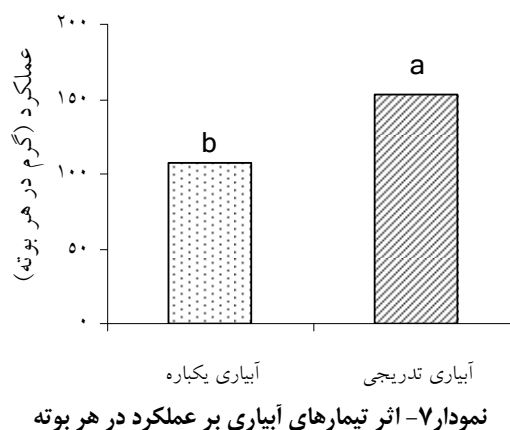 عملکرد (گرم در هر بوته)
۲۰۰
۱۵۰
۱۰۰
۵۰
۰
b
a
آبیاری یکباره
آبیاری تدریجی
نمودار۷- اثر تیمارهای آبیاری بر عملکرد در هر بوته